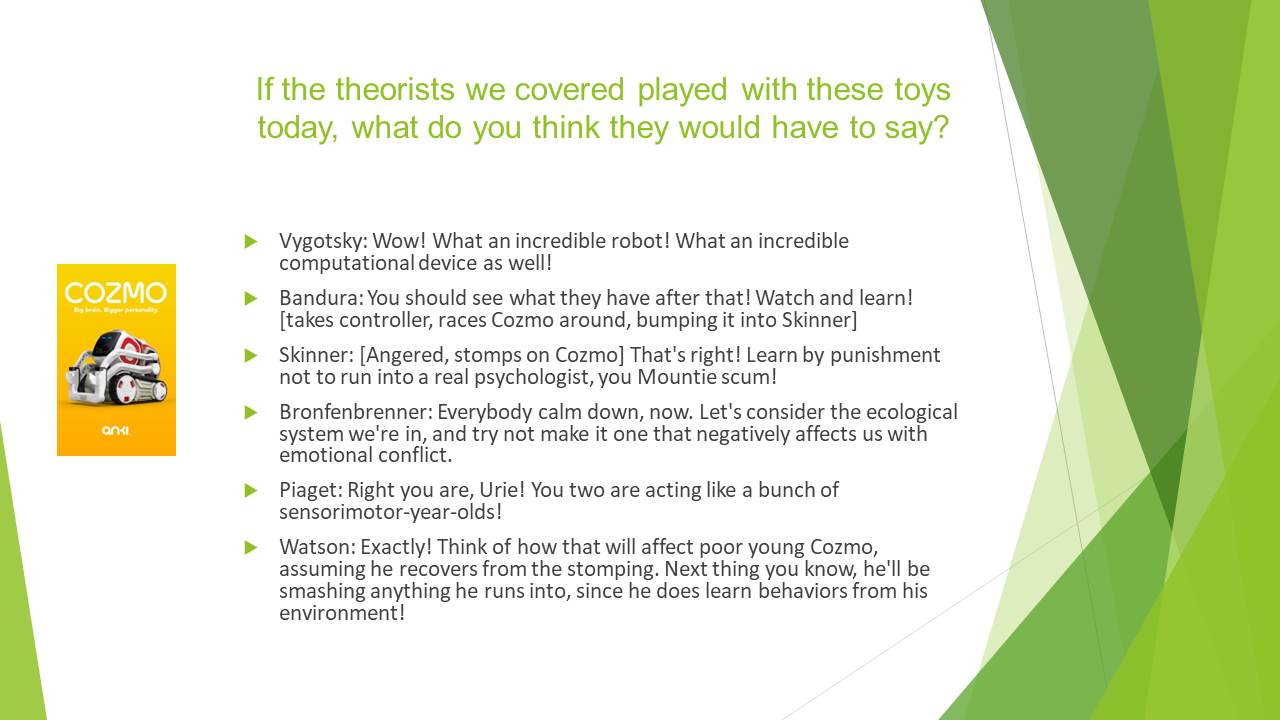 If the theorists we covered played with these toys
today, what do you think they would have to say?
Vygotsky: Wow! What an incredible robot! What an incredible
computational device as well!
Bandura: You should see what they have after that! Watch and learn!
[takes controller, races Cozmo around, bumping it into Skinner]
Skinner: [Angered, stomps on Cozmo] That's right! Learn by punishment
not to run into a real psychologist, you Mountie scum!
Bronfenbrenner: Everybody calm down, now. Let's consider the ecological
system we're in, and try not make it one that negatively affects us with
emotional conflict.
Piaget: Right you are, Urie! You two are acting like a bunch of
sensorimotor-year-olds!
Watson: Exactly! Think of how that will affect poor young Cozmo,
assuming he recovers from the stomping. Next thing you know, he'll be
smashing anything he runs into, since he does learn behaviors from his
environment!
COZMO
Big brain. Bigger personality.
anki